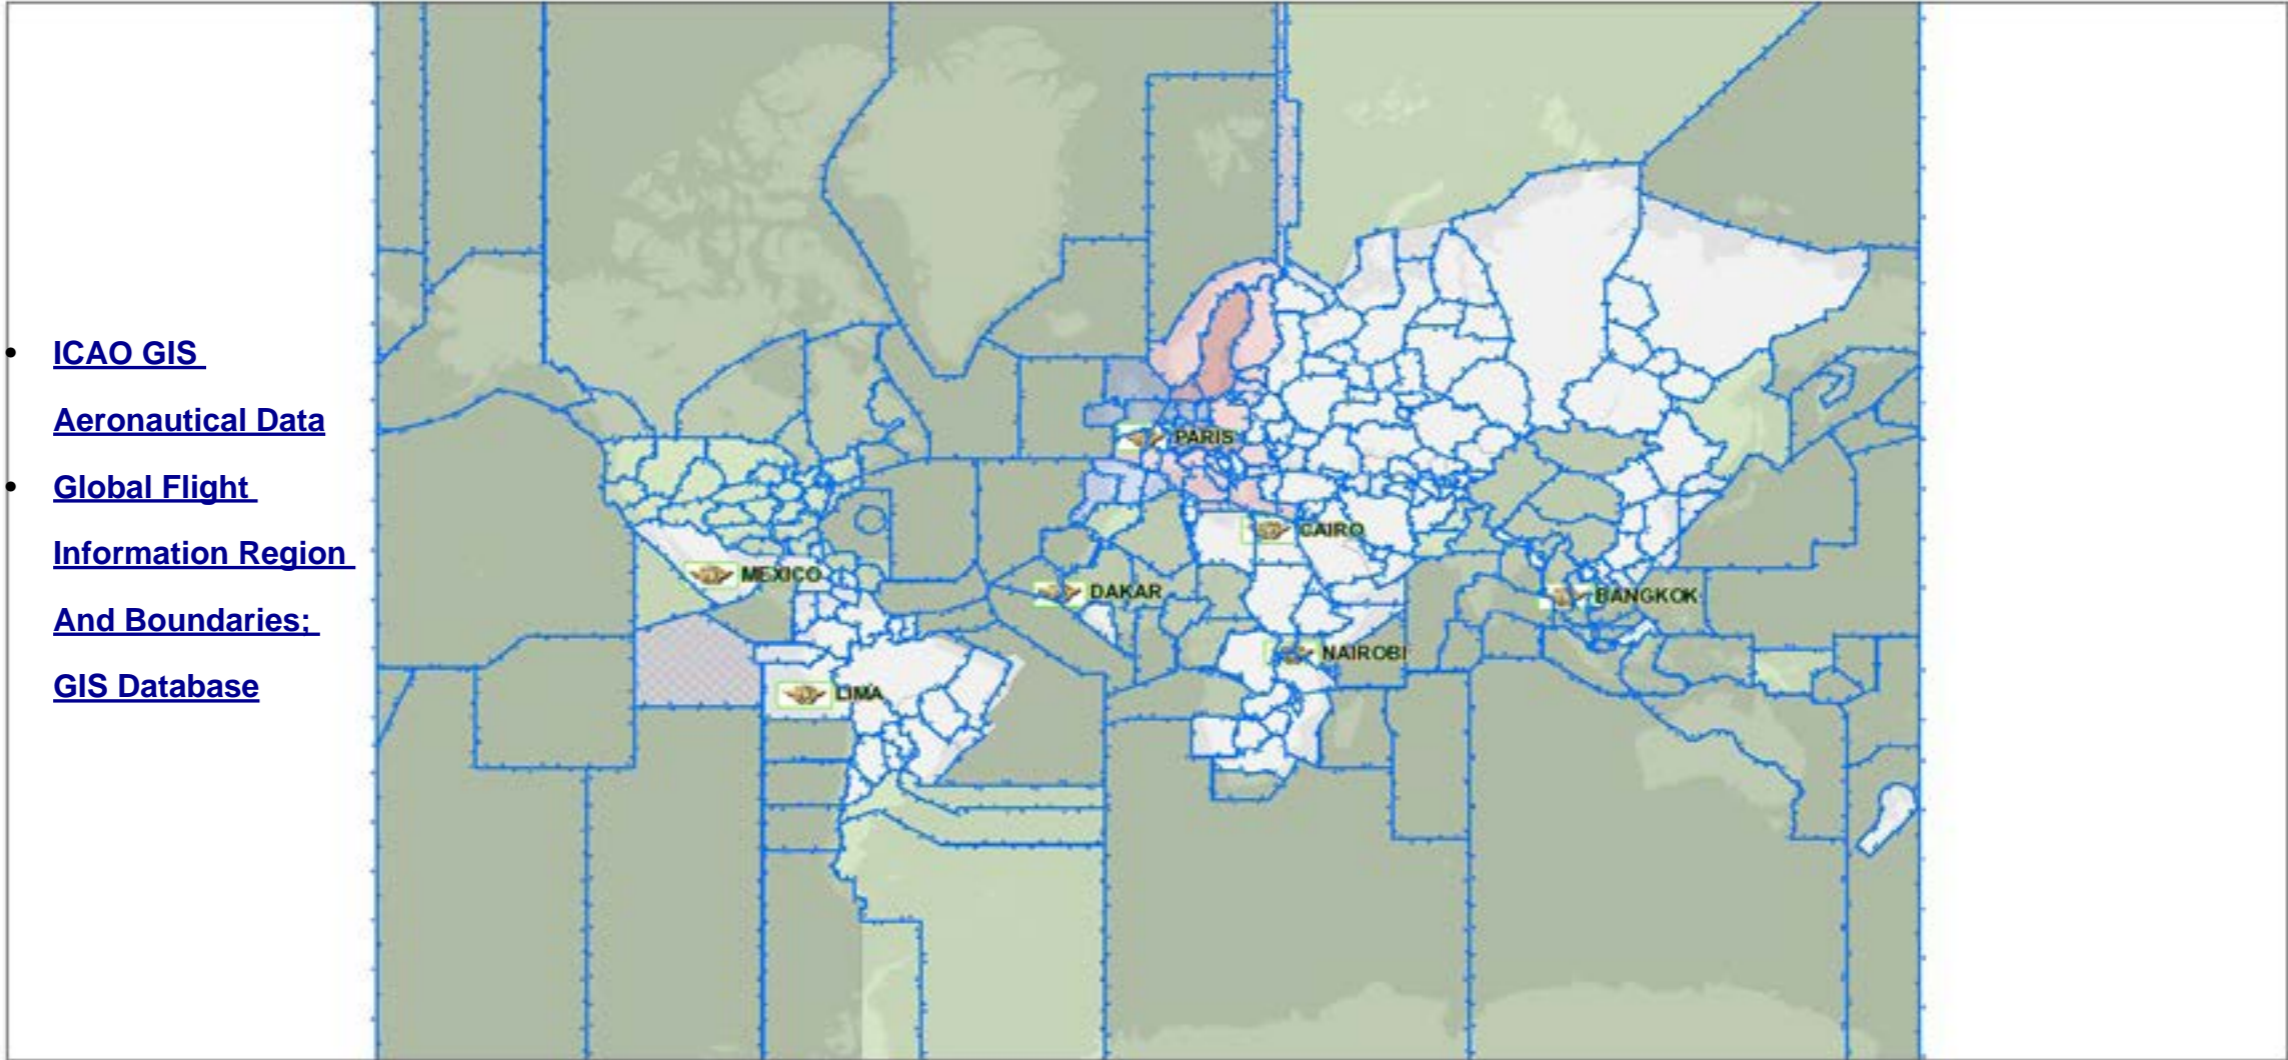 • ICAO GIS
Aeronautical Data
• Global Flight
Information Region
And Boundaries;
GIS Database
PARIS
CAIRO
MEXICO
DAKAR
BANGKOK
NAIROBI
LIMA